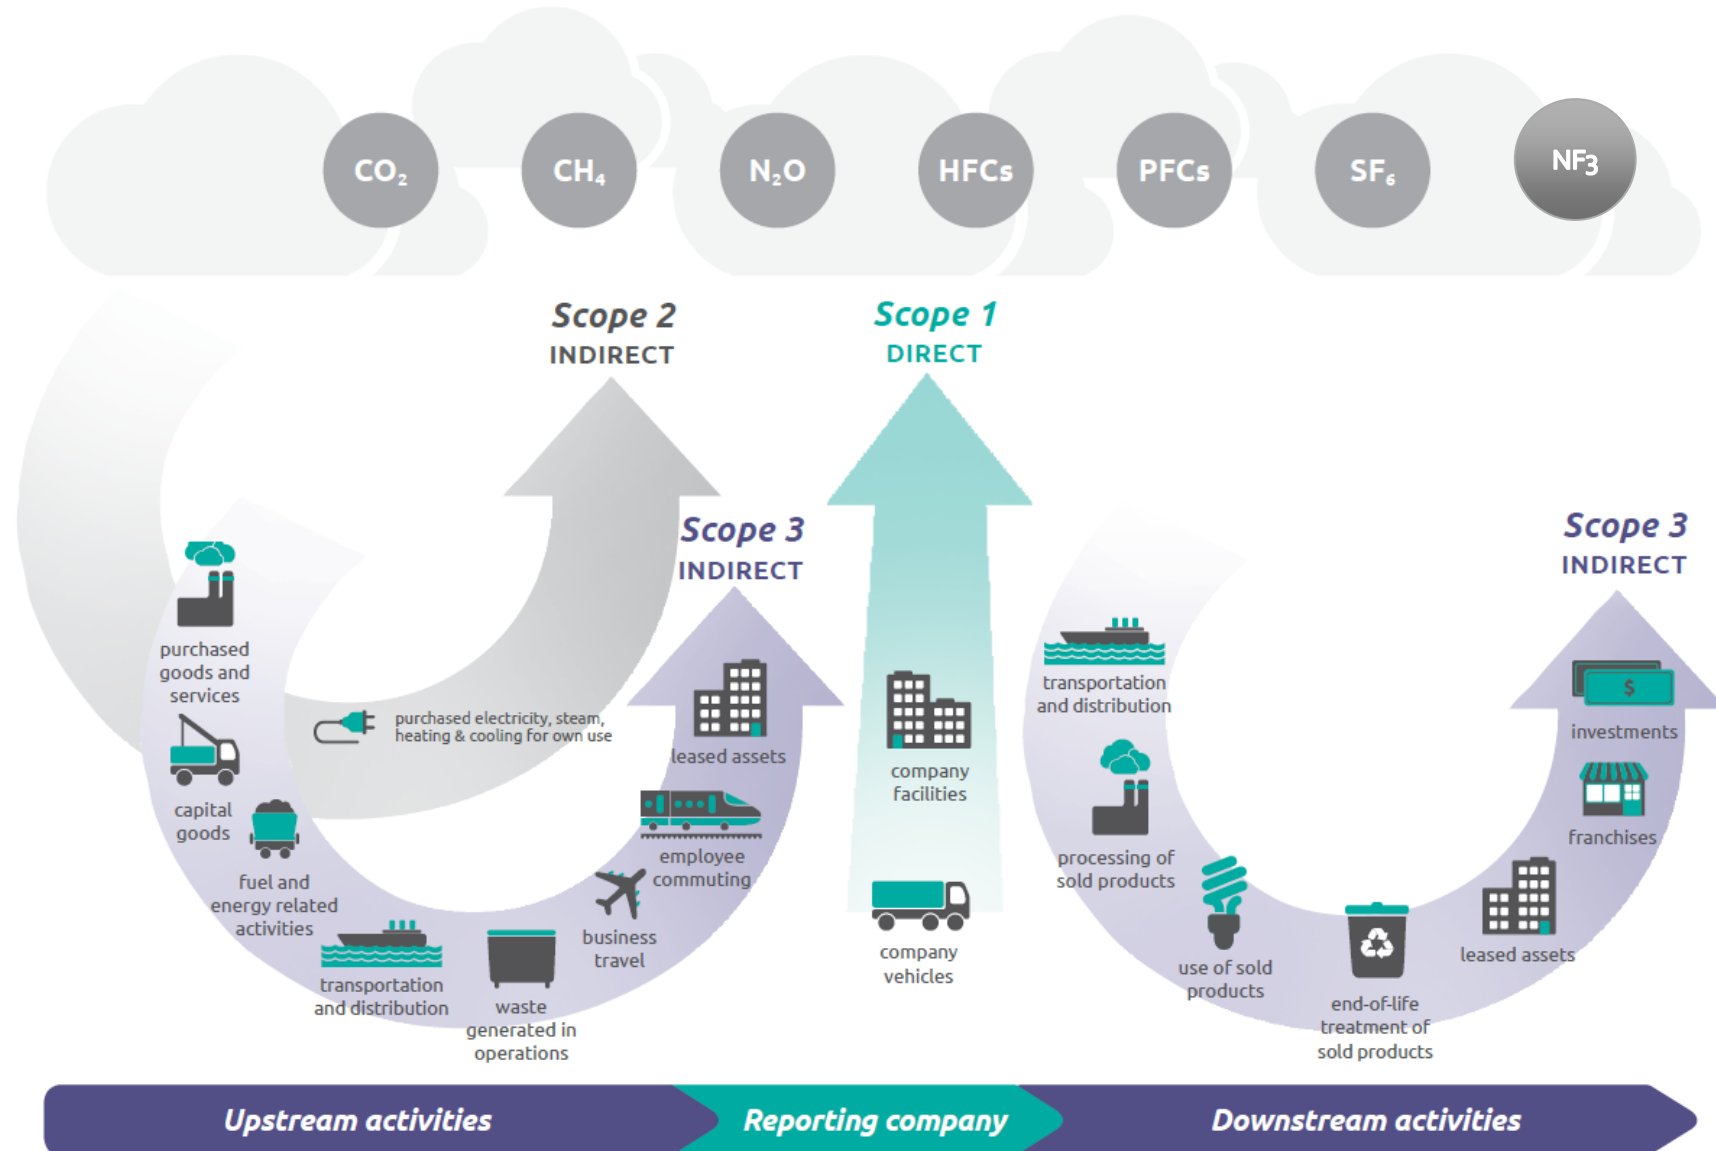 CO₂
CH₄
N₂O
HFCs
PFCs
SF₆
NF3
Scope 2
INDIRECT
Scope 1
DIRECT
Scope 3
INDIRECT
Scope 3
INDIRECT
purchased
goods and
services
capital
goods
fuel and
energy related
activities
transportation
and distribution
waste
generated in
operations
business
travel
employee
commuting
leased assets
purchased electricity, steam,
heating & cooling for own use
company
facilities
company
vehicles
transportation
and distribution
processing of
sold products
use of sold
products
end-of-life
treatment of
sold products
leased assets
franchises
$
investments
Upstream activities
Reporting company
Downstream activities